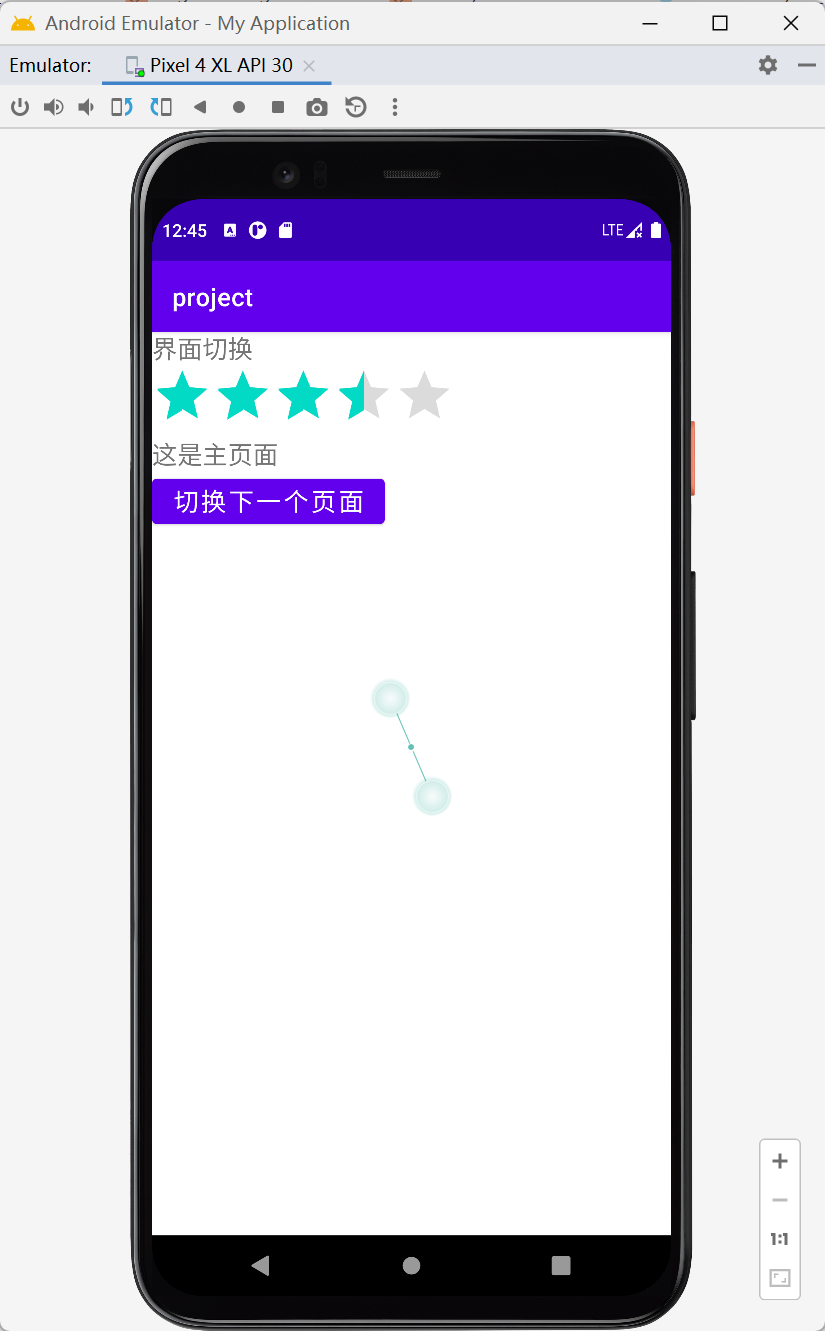 Android Emulator - My Application
Emulator: Pixel 4 XL API 30
12:45 LTE
project
界面切换
这是主页面
切换下一个页面
1:1